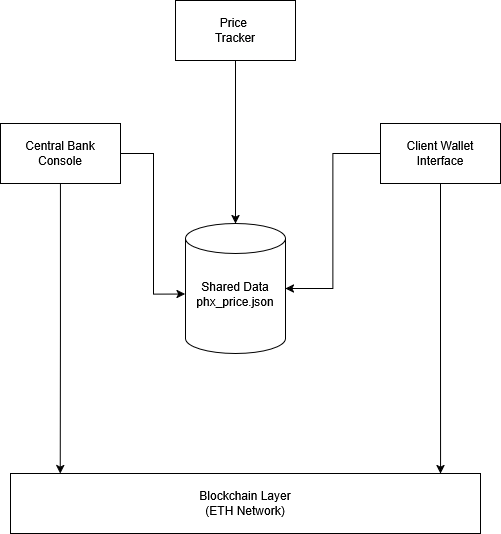 Price
Tracker
Central Bank
Console
Client Wallet
Interface
Shared Data
phx_price.json
Blockchain Layer
(ETH Network)